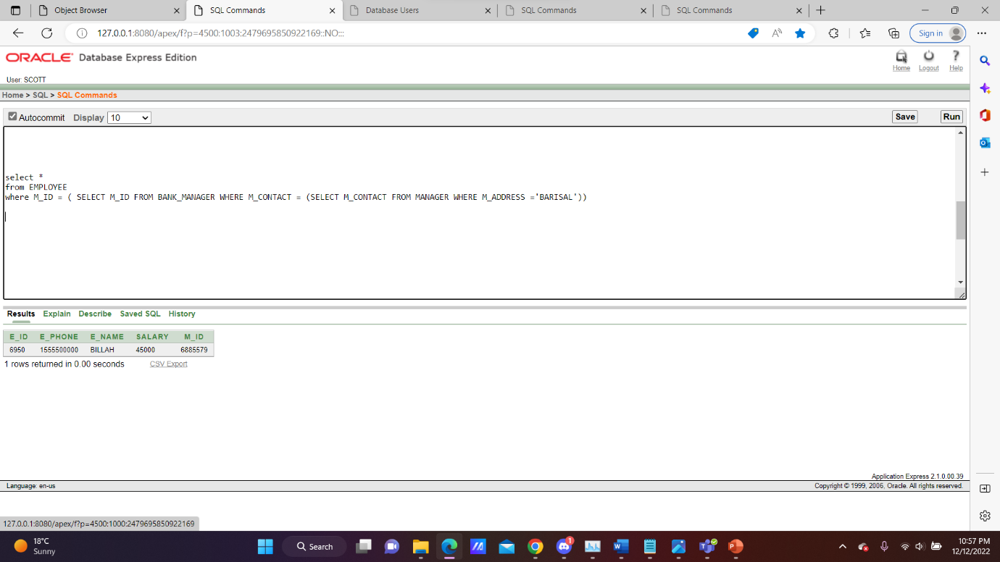 Object Browser
SQL Commands
Database Users
SQL Commands
SQL Commands
127.0.0.1:8080/apex/f?p=4500:1003:2479695850922169::NO:::
Sign in
ORACLE Database Express Edition
Home
Logout
Help
User: SCOTT
Home > SQL > SQL Commands
Autocommit Display 10
Save
Run
select *
from EMPLOYEE
where M_ID = ( SELECT M_ID FROM BANK_MANAGER WHERE M_CONTACT = (SELECT M_CONTACT FROM MANAGER WHERE M_ADDRESS ='BARISAL'))
Results Explain Describe Saved SQL History
E_ID E_PHONE E_NAME SALARY M_ID
6950 1555500000 BILLAH 45000 6885579
1 rows returned in 0.00 seconds CSV Export
Application Express 2.1.0.00.39
Language: en-us Copyright © 1999, 2006, Oracle. All rights reserved.
127.0.0.1:8080/apex/f?p=4500:1000:2479695850922169
18°C
Sunny
Search
1
10:57 PM
12/12/2022